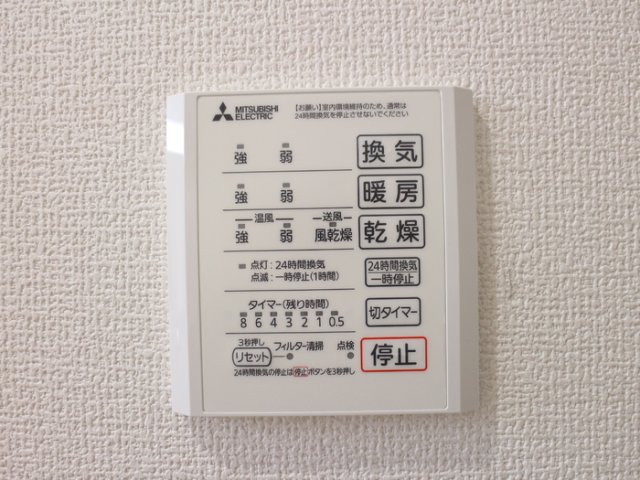 MITSUBISHI
ELECTRIC
【お願い】室内環境維持のため、通常は
24時間換気を停止させないでください
強 弱 換気
強 弱 暖房
温風 送風
強 弱 風乾燥 乾燥
点灯：24時間換気
点滅：一時停止(1時間)
24時間換気
一時停止
タイマー(残り時間)
8 6 4 3 2 1 0.5
切タイマー
3秒押し
リセット フィルター清掃 点検
停止
24時間換気の停止は停止ボタンを3秒押し